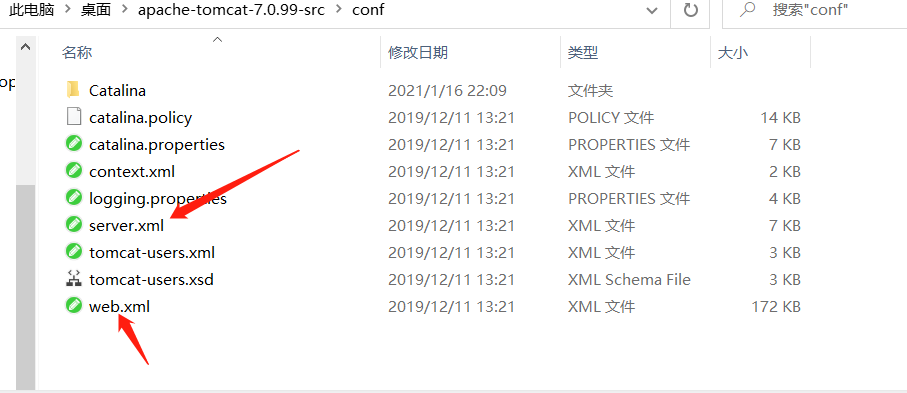 此电脑 > 桌面 > apache-tomcat-7.0.99-src > conf 搜索"conf"
名称 修改日期 类型 大小
op
Catalina 2021/1/16 22:09 文件夹
catalina.policy 2019/12/11 13:21 POLICY 文件 14 KB
catalina.properties 2019/12/11 13:21 PROPERTIES 文件 7 KB
context.xml 2019/12/11 13:21 XML 文件 2 KB
logging.properties 2019/12/11 13:21 PROPERTIES 文件 4 KB
server.xml 2019/12/11 13:21 XML 文件 7 KB
tomcat-users.xml 2019/12/11 13:21 XML 文件 3 KB
tomcat-users.xsd 2019/12/11 13:21 XML Schema File 3 KB
web.xml 2019/12/11 13:21 XML 文件 172 KB